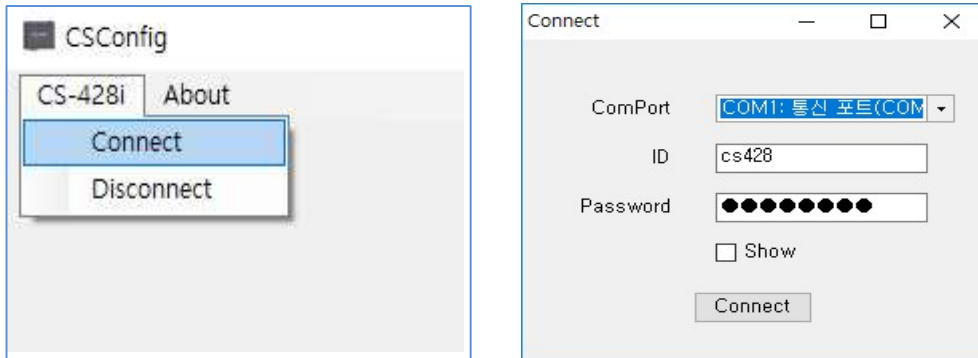 CSConfig
CS-428i About
Connect
Disconnect
Connect
ComPort COM1: 통신 포트(COM
ID cs428
Password ●●●●●●●●
Show
Connect